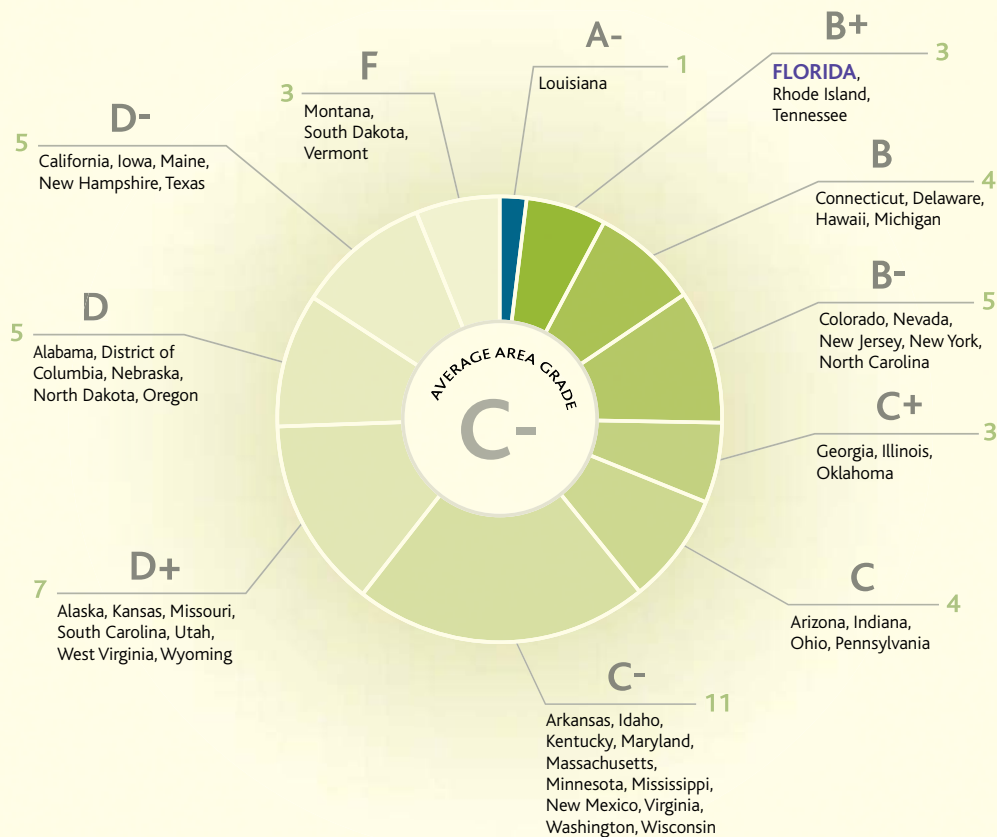 A-
1
Louisiana
B+
3
FLORIDA,
Rhode Island,
Tennessee
B
4
Connecticut, Delaware,
Hawaii, Michigan
B-
5
Colorado, Nevada,
New Jersey, New York,
North Carolina
C+
3
Georgia, Illinois,
Oklahoma
C
4
Arizona, Indiana,
Ohio, Pennsylvania
C-
11
Arkansas, Idaho,
Kentucky, Maryland,
Massachusetts,
Minnesota, Mississippi,
New Mexico, Virginia,
Washington, Wisconsin
D+
7
Alaska, Kansas, Missouri,
South Carolina, Utah,
West Virginia, Wyoming
D
5
Alabama, District of
Columbia, Nebraska,
North Dakota, Oregon
D-
5
California, Iowa, Maine,
New Hampshire, Texas
F
3
Montana,
South Dakota,
Vermont
AVERAGE AREA GRADE
C-